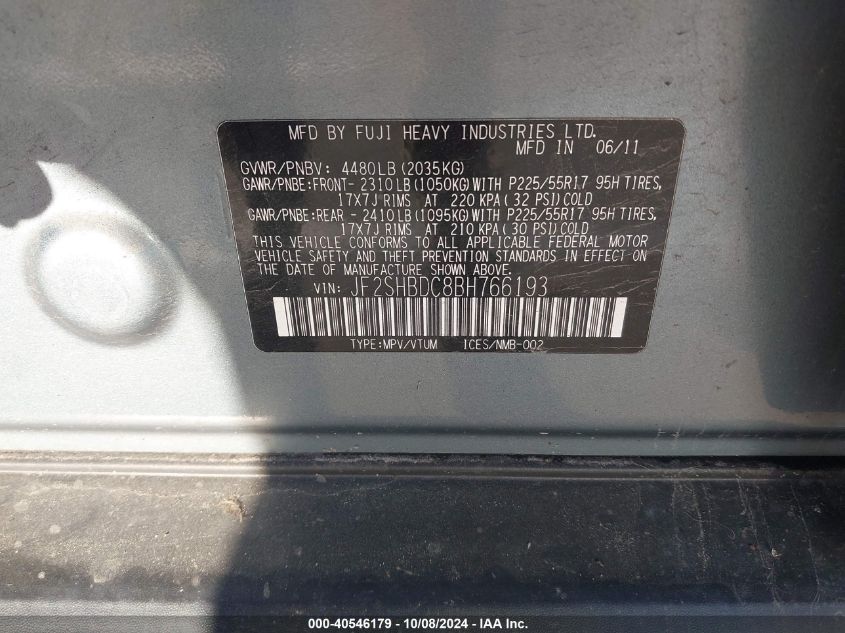 MFD BY FUJI HEAVY INDUSTRIES LTD.
MFD IN 06/11
GVWR/PNBV: 4480LB (2035KG)
GAWR/PNBE:FRONT- 2310LB (1050KG) WITH P225/55R17 95H TIRES,
17X7J RIMS AT 220 KPA (32 PSI) COLD
GAWR/PNBE:REAR - 2410LB (1095KG) WITH P225/55R17 95H TIRES,
17X7J RIMS AT 210 KPA (30 PSI) COLD
THIS VEHICLE CONFORMS TO ALL APPLICABLE FEDERAL MOTOR
VEHICLE SAFETY AND THEFT PREVENTION STANDARDS IN EFFECT ON
THE DATE OF MANUFACTURE SHOWN ABOVE.
VIN: JF2SHBDC8BH766193
TYPE:MPV/VTUM ICES/NMB-002
000-40546179 - 10/08/2024 - IAA Inc.